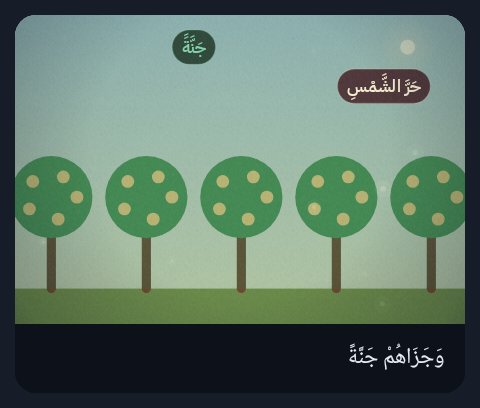 جَنَّةً
حَرَّ الشَّمْسِ
وَجَزَاهُمْ جَنَّةً